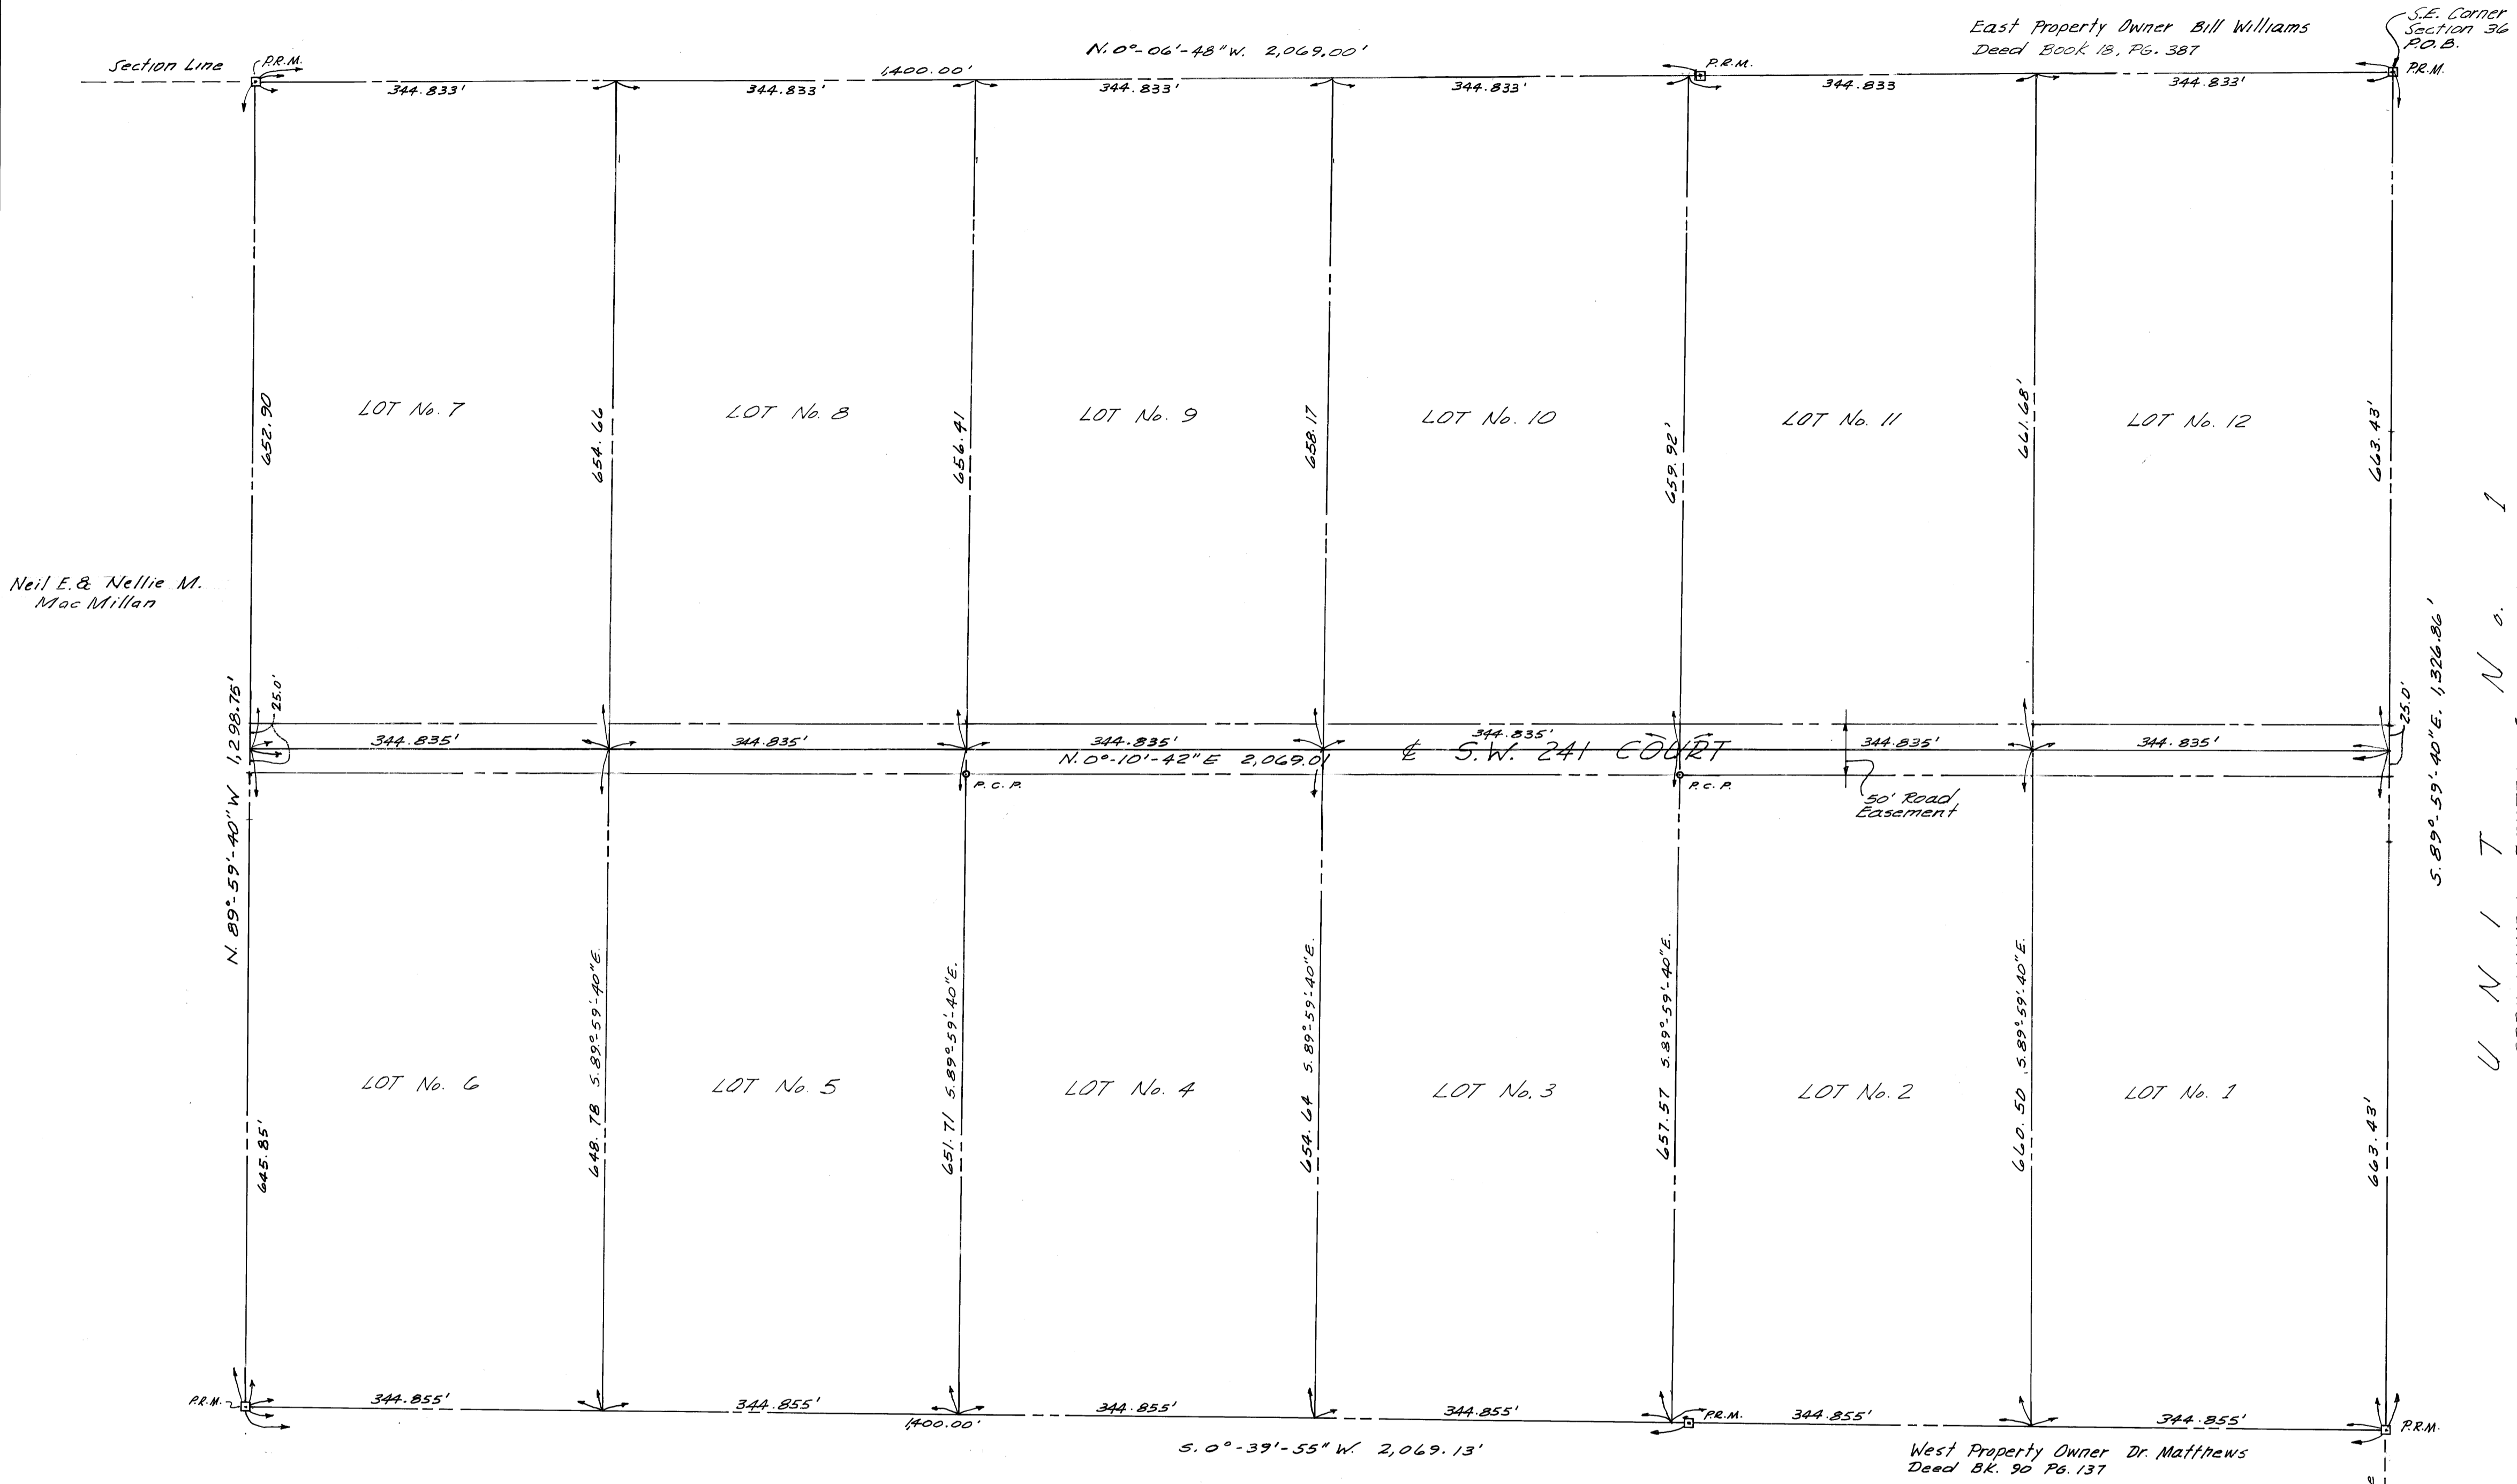 S.E. Corner
Section 36
P.O.B.
East Property Owner Bill Williams
Deed Book 18, PG. 387
N. 0°-06'-48" W. 2,069.00'
Section Line
P.R.M.
1,400.00'
P.R.M.
P.R.M.
344.833'
344.833'
344.833'
344.833'
344.833
344.833'
652.90
LOT No. 7
654.66
LOT No. 8
656.41
LOT No. 9
658.17
LOT No. 10
659.92'
LOT No. 11
661.68'
LOT No. 12
663.43'
Neil E. & Nellie M.
Mac Millan
N. 89°-59'-40" W 1,298.75'
25.0'
S. 89°-59'-40" E. 1,326.86'
25.0'
UNIT No. 1
344.835'
344.835'
344.835'
344.835'
344.835'
344.835'
N. 0°-10'-42" E 2,069.01
℄ S.W. 241 COURT
P.C.P.
P.C.P.
50' Road
Easement
645.85'
LOT No. 6
648.78 S.89°-59'-40"E.
LOT No. 5
651.71 S.89°-59'-40"E.
LOT No. 4
654.64 S.89°-59'-40"E.
LOT No. 3
657.57 S.89°-59'-40"E.
LOT No. 2
660.50 S.89°-59'-40"E.
LOT No. 1
663.43'
P.R.M.
344.855'
344.855'
344.855'
344.855'
P.R.M.
344.855'
344.855'
P.R.M.
1,400.00'
S. 0°-39'-55" W. 2,069.13'
West Property Owner Dr. Matthews
Deed BK. 90 PG. 137